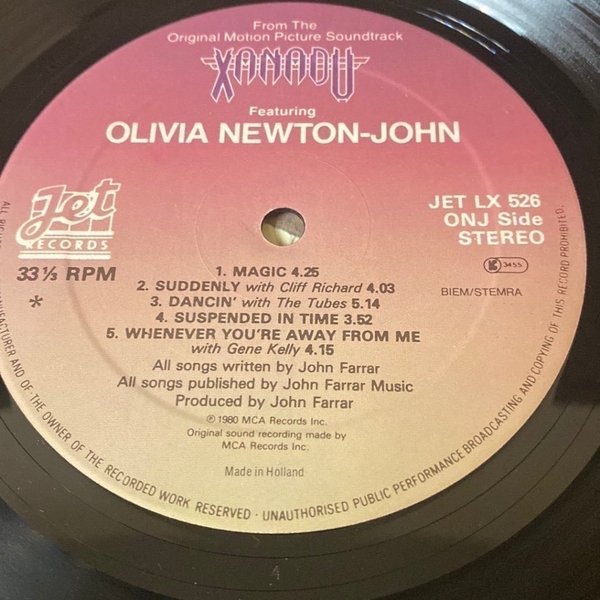 From The
Original Motion Picture Soundtrack
XANADU
Featuring
OLIVIA NEWTON-JOHN
Jet
RECORDS
33⅓ RPM
*
JET LX 526
ONJ Side
STEREO
K 3455
BIEM/STEMRA
1. MAGIC 4.25
2. SUDDENLY with Cliff Richard 4.03
3. DANCIN' with The Tubes 5.14
4. SUSPENDED IN TIME 3.52
5. WHENEVER YOU'RE AWAY FROM ME
with Gene Kelly 4.15
All songs written by John Farrar
All songs published by John Farrar Music
Produced by John Farrar
℗ 1980 MCA Records Inc.
Original sound recording made by
MCA Records Inc.
Made in Holland
MANUFACTURER AND OF THE OWNER OF THE RECORDED WORK RESERVED · UNAUTHORISED PUBLIC PERFORMANCE BROADCASTING AND COPYING OF THIS RECORD PROHIBITED.